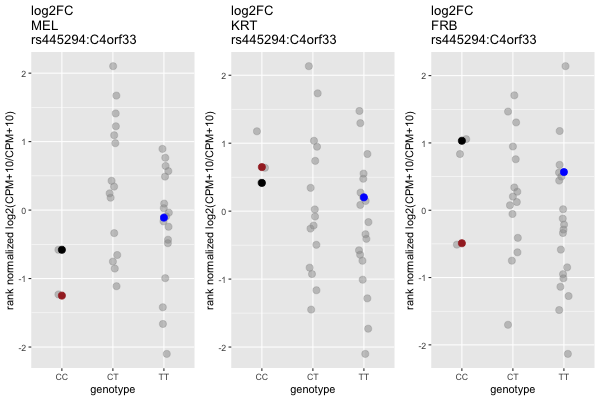 log2FC
MEL
rs445294:C4orf33
rank normalized log2(CPM+10/CPM+10)
2
1
0
-1
-2
CC CT TT
genotype
log2FC
KRT
rs445294:C4orf33
rank normalized log2(CPM+10/CPM+10)
2
1
0
-1
-2
CC CT TT
genotype
log2FC
FRB
rs445294:C4orf33
rank normalized log2(CPM+10/CPM+10)
2
1
0
-1
-2
CC CT TT
genotype